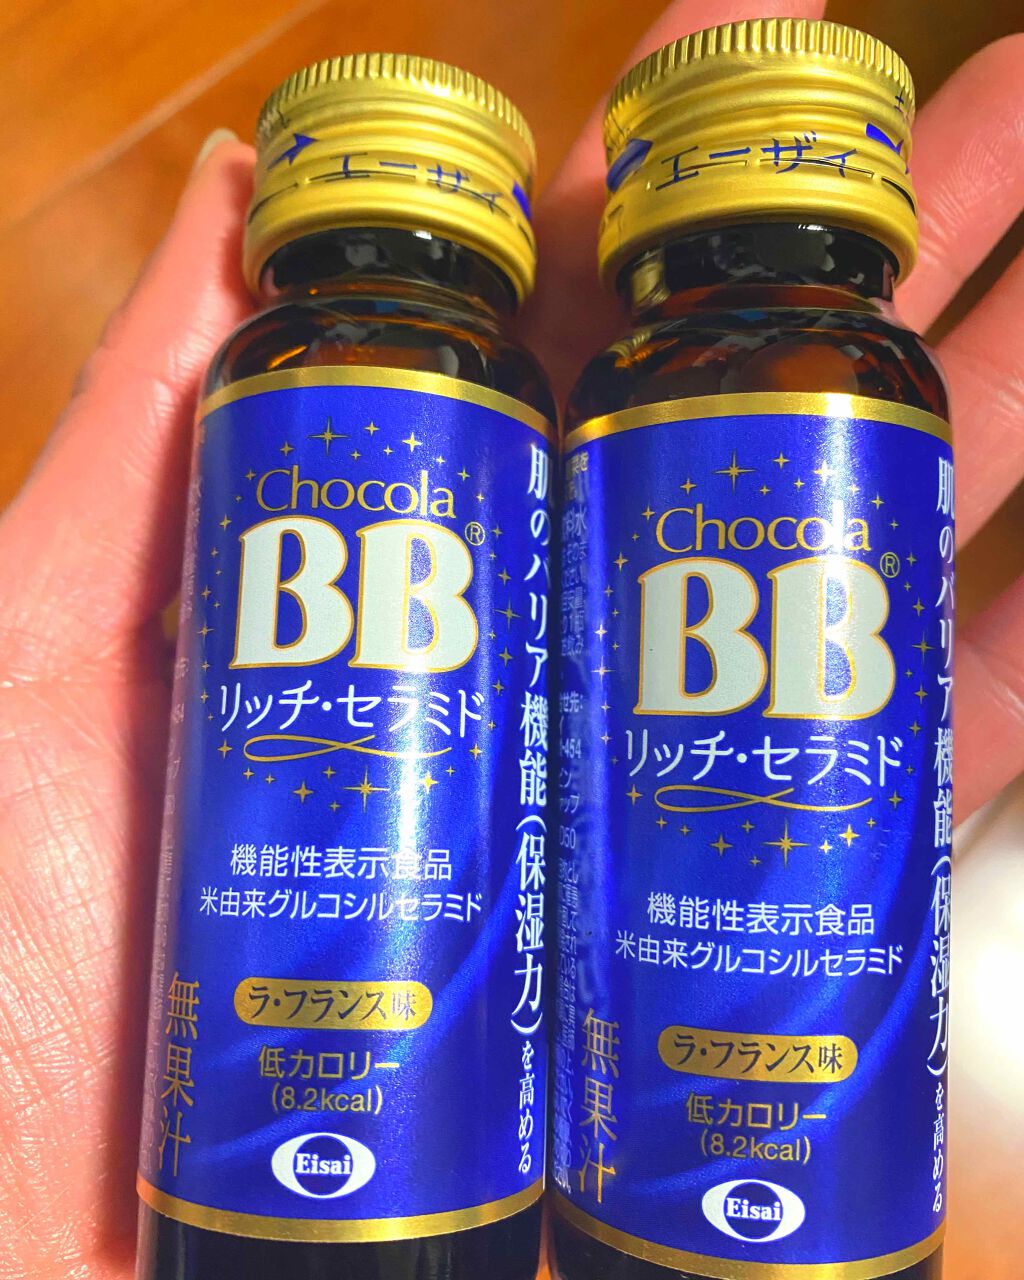 エーザイ
Chocola
BB®
リッチ・セラミド
機能性表示食品
米由来グルコシルセラミド
ラ・フランス味
低カロリー
(8.2kcal)
Eisai
無果汁
肌のバリア機能(保湿力)を高める
エーザイ
Chocola
BB®
リッチ・セラミド
機能性表示食品
米由来グルコシルセラミド
ラ・フランス味
低カロリー
(8.2kcal)
Eisai
無果汁
肌のバリア機能(保湿力)を高める